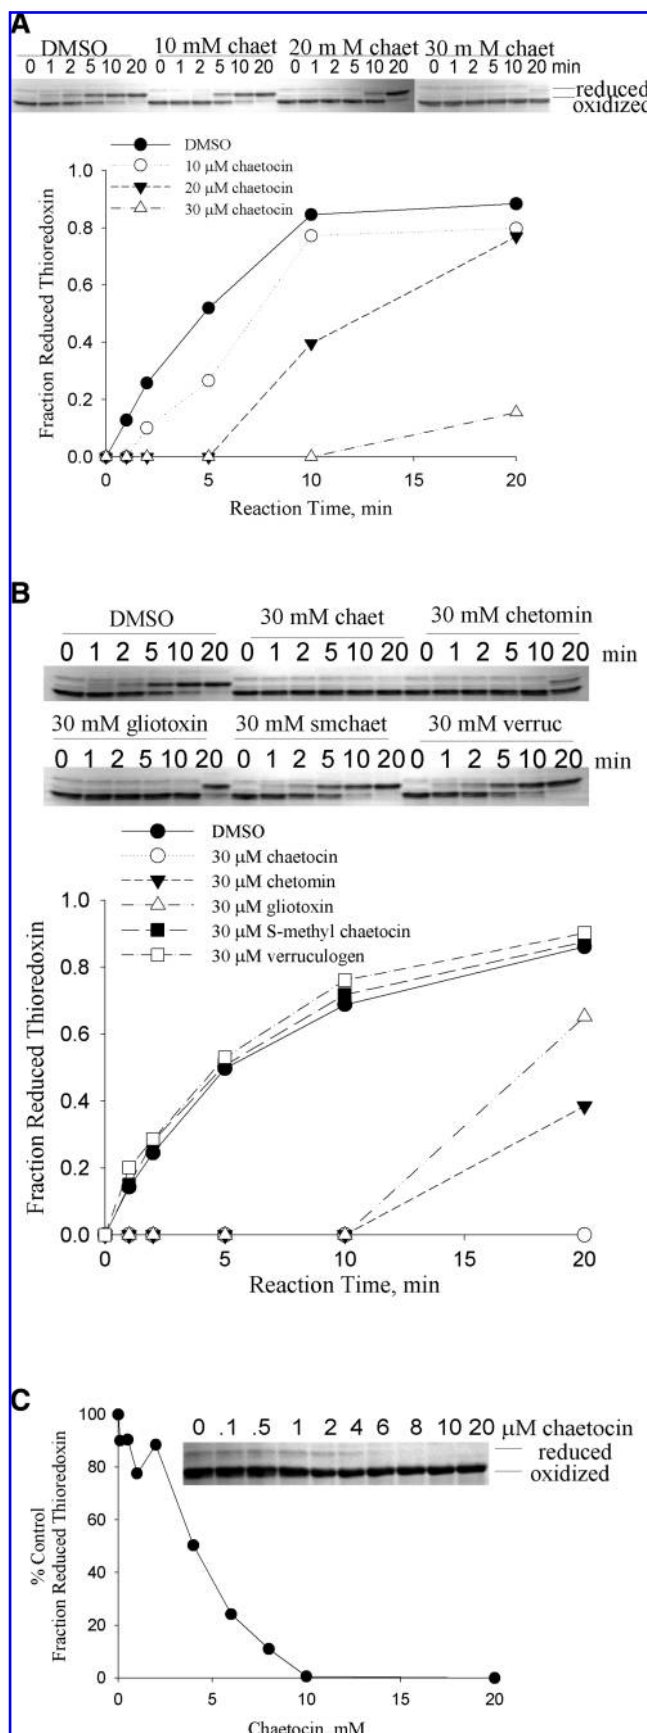 A
DMSO 10 mM chaet 20 m M chaet 30 m M chaet
0 1 2 5 10 20 0 1 2 5 10 20 0 1 2 5 10 20 0 1 2 5 10 20 min
reduced
oxidized
DMSO
10 μM chaetocin
20 μM chaetocin
30 μM chaetocin
Fraction Reduced Thioredoxin
1.0
0.8
0.6
0.4
0.2
0.0
0 5 10 15 20
Reaction Time, min
B
DMSO 30 mM chaet 30 mM chetomin
0 1 2 5 10 20 0 1 2 5 10 20 0 1 2 5 10 20 min
30 mM gliotoxin 30 mM smchaet 30 mM verruc
0 1 2 5 10 20 0 1 2 5 10 20 0 1 2 5 10 20
DMSO
30 μM chaetocin
30 μM chetomin
30 μM gliotoxin
30 μM S-methyl chaetocin
30 μM verruculogen
Fraction Reduced Thioredoxin
1.0
0.8
0.6
0.4
0.2
0.0
0 5 10 15 20
Reaction Time, min
C
% Control
Fraction Reduced Thioredoxin
100
80
60
40
20
0
0 .1 .5 1 2 4 6 8 10 20 μM chaetocin
reduced
oxidized
0 5 10 15 20
Chaetocin, mM